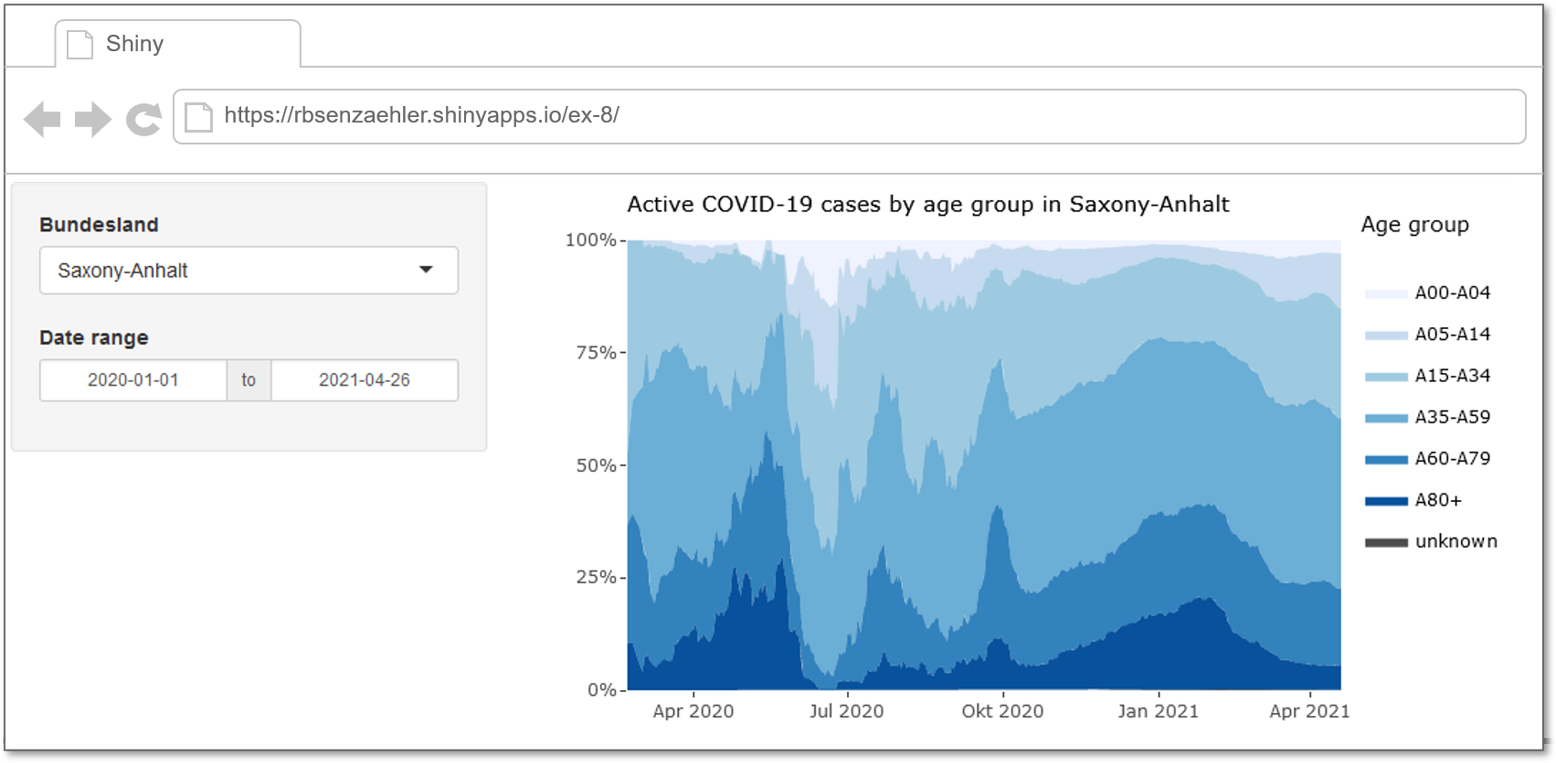 Shiny
https://rbsenzaehler.shinyapps.io/ex-8/
Bundesland
Saxony-Anhalt
Date range
2020-01-01 to 2021-04-26
Active COVID-19 cases by age group in Saxony-Anhalt
100%
75%
50%
25%
0%
Apr 2020 Jul 2020 Okt 2020 Jan 2021 Apr 2021
Age group
A00-A04
A05-A14
A15-A34
A35-A59
A60-A79
A80+
unknown